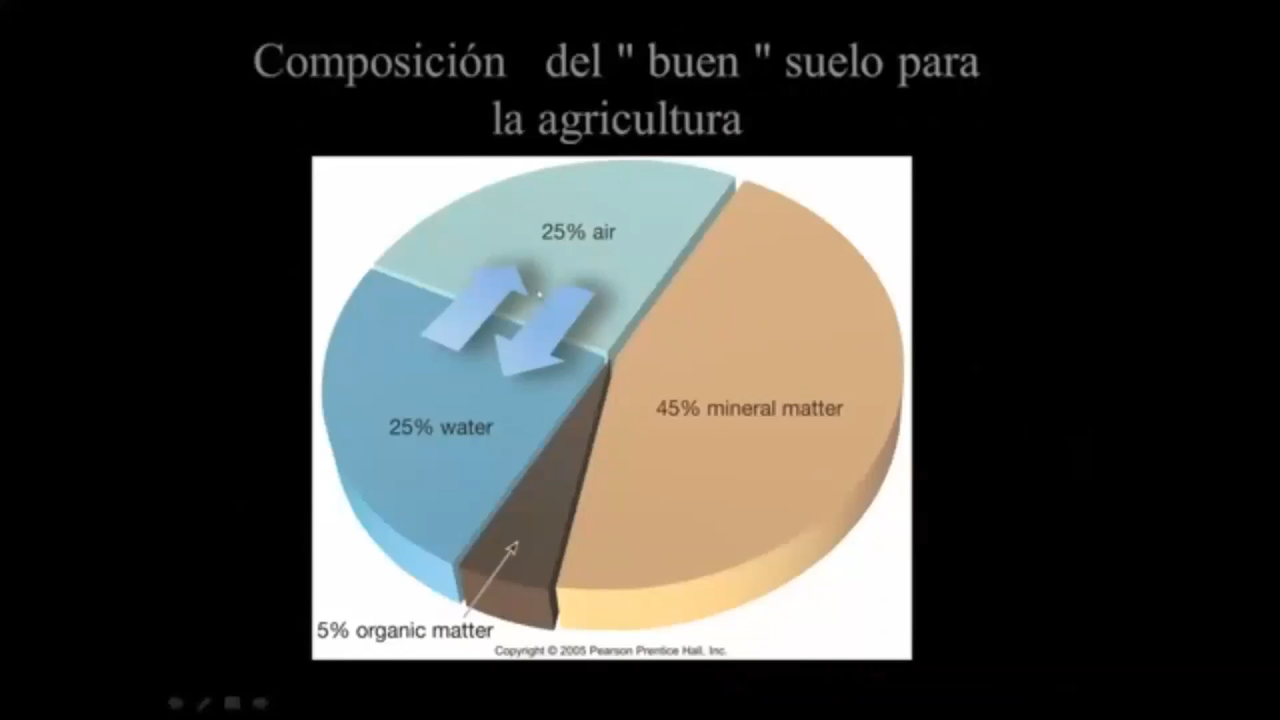 Composición del " buen " suelo para
la agricultura
25% air
45% mineral matter
25% water
5% organic matter
Copyright © 2005 Pearson Prentice Hall, Inc.